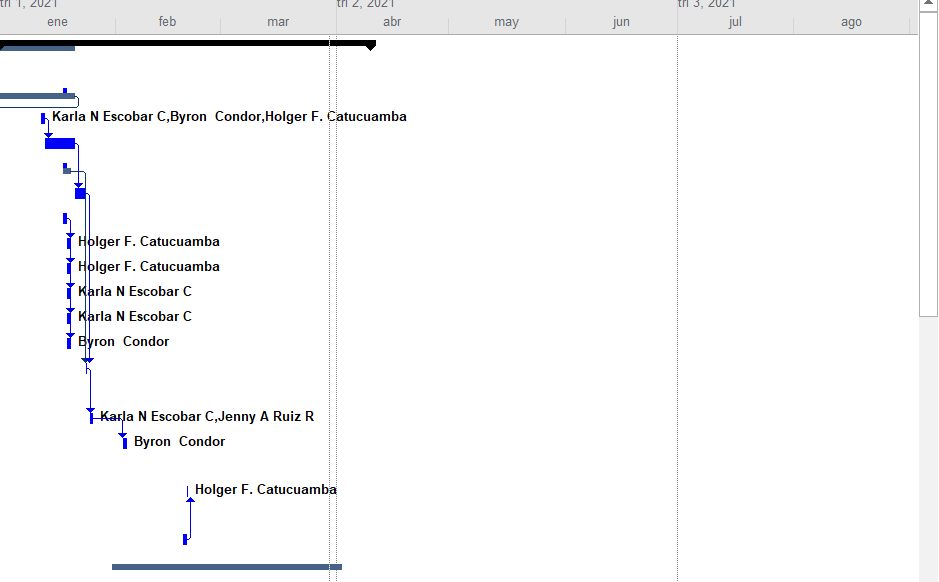 tri 1, 2021 tri 2, 2021 tri 3, 2021
ene feb mar abr may jun jul ago
Karla N Escobar C,Byron  Condor,Holger F. Catucuamba
Holger F. Catucuamba
Holger F. Catucuamba
Karla N Escobar C
Karla N Escobar C
Byron  Condor
Karla N Escobar C,Jenny A Ruiz R
Byron  Condor
Holger F. Catucuamba